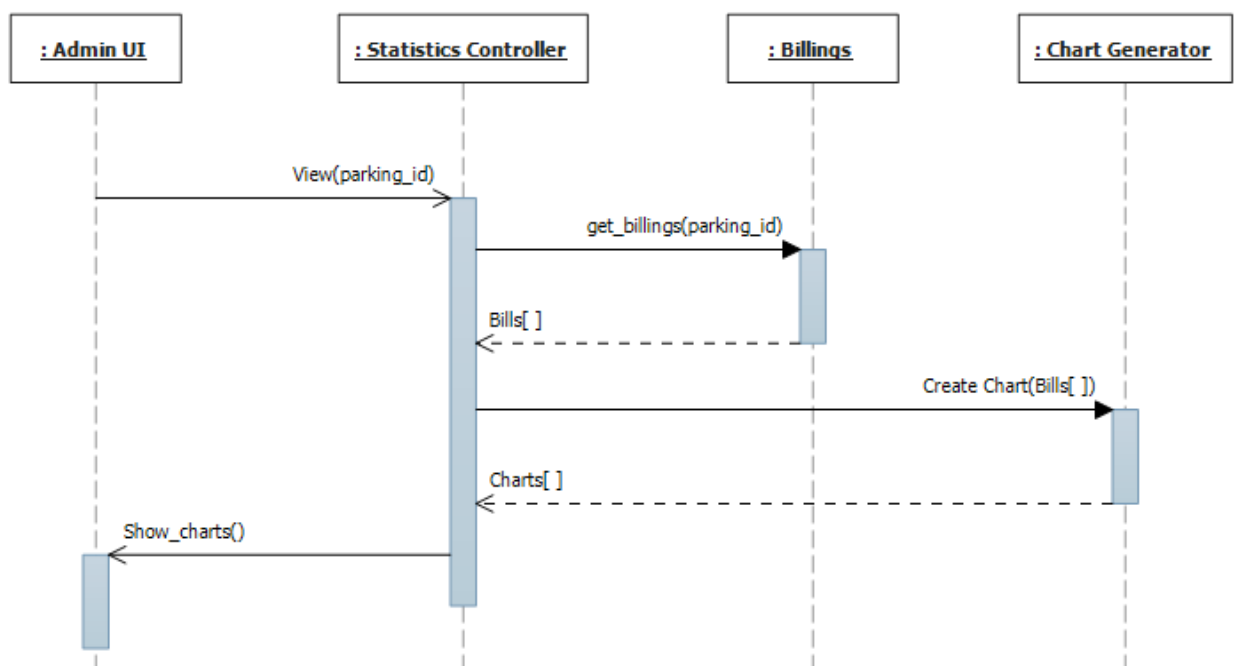 : Admin UI
: Statistics Controller
: Billings
: Chart Generator
View(parking_id)
get_billings(parking_id)
Bills[ ]
Create Chart(Bills[ ])
Charts[ ]
Show_charts()